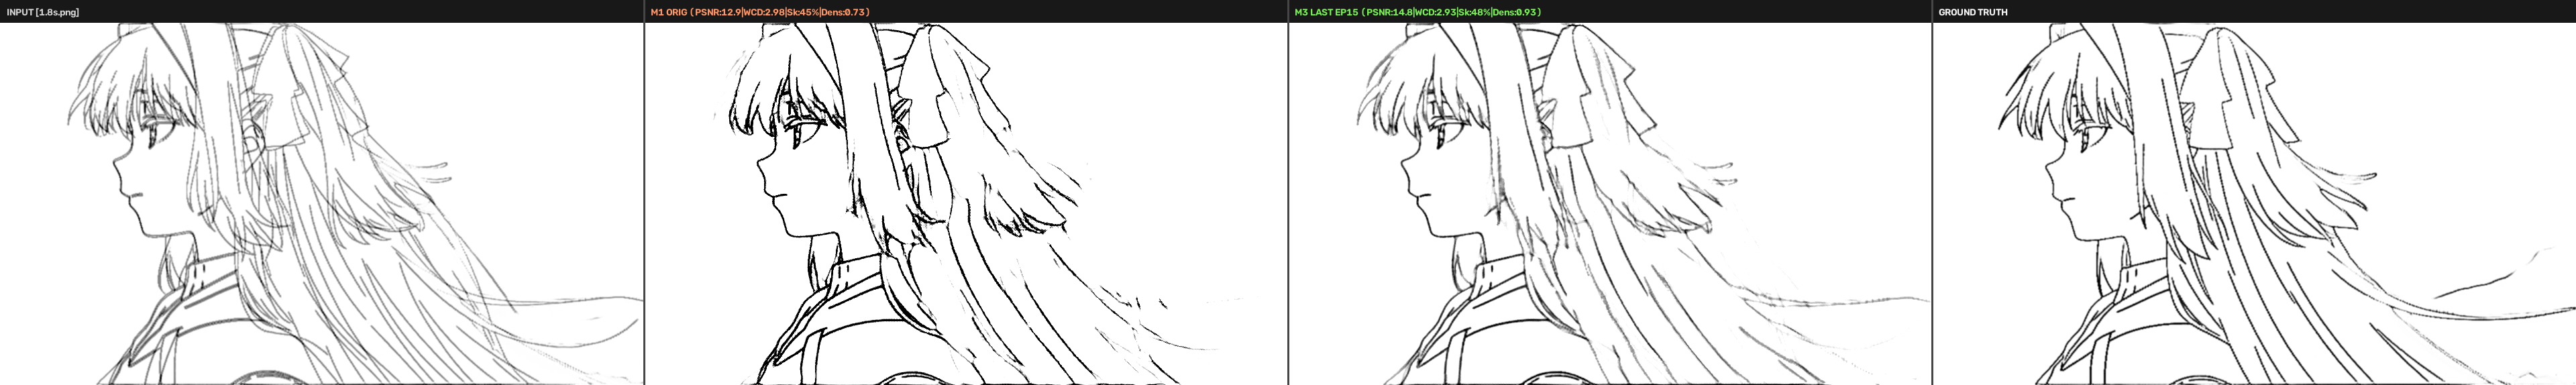 INPUT [1.8s.png]
M1 ORIG (PSNR:12.9|WCD:2.98|Sk:45%|Dens:0.73)
M3 LAST EP15 (PSNR:14.8|WCD:2.93|Sk:48%|Dens:0.93)
GROUND TRUTH